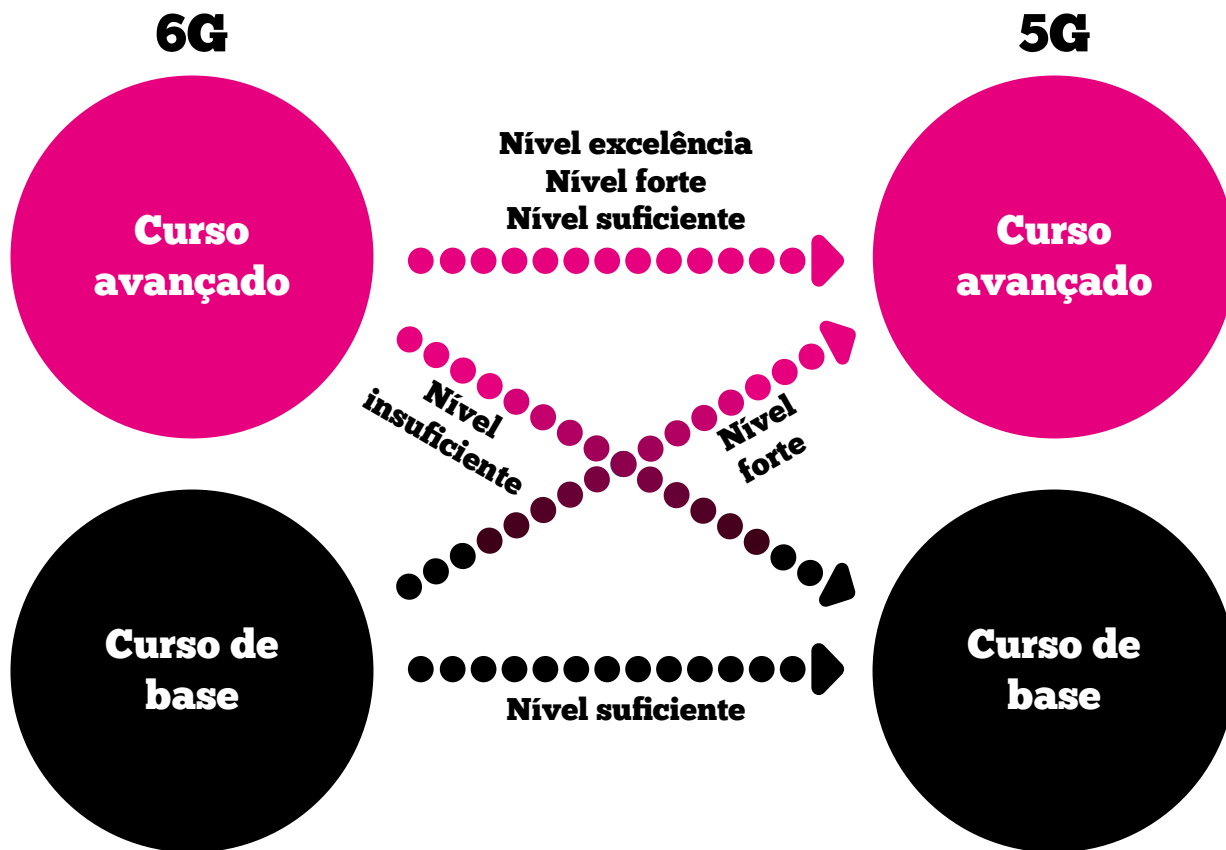 6G
5G
Nível excelência
Nível forte
Nível suficiente
Curso
avançado
Curso
avançado
Nível
insuficiente
Nível
forte
Curso de
base
Curso de
base
Nível suficiente